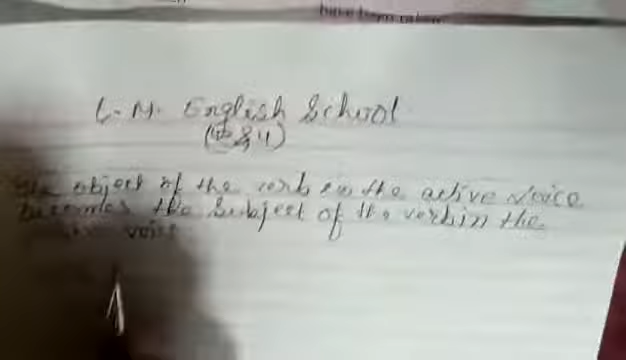 L. M. English School
The object of the verb in the active voice
becomes the subject of the verb in the
voice